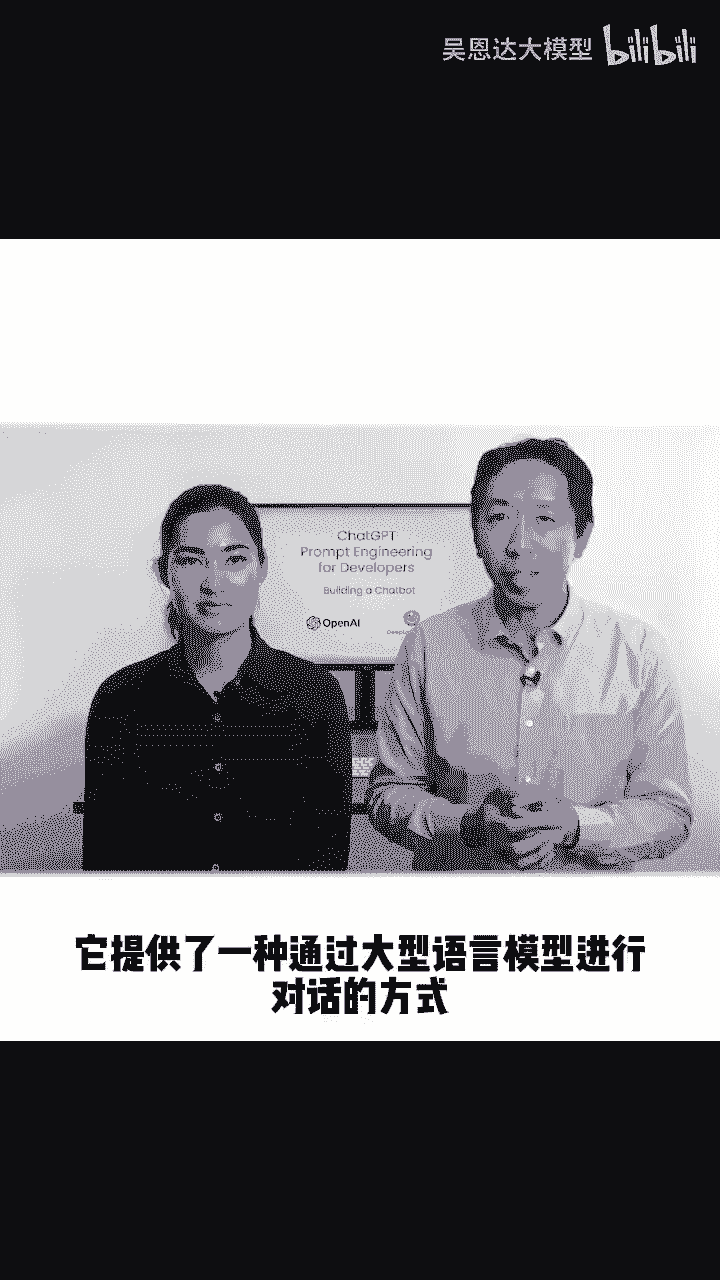 吴恩达大模型 bilibili
ChatGPT
Prompt Engineering
for Developers
Building a Chatbot
OpenAI
它提供了一种通过大型语言模型进行
对话的方式